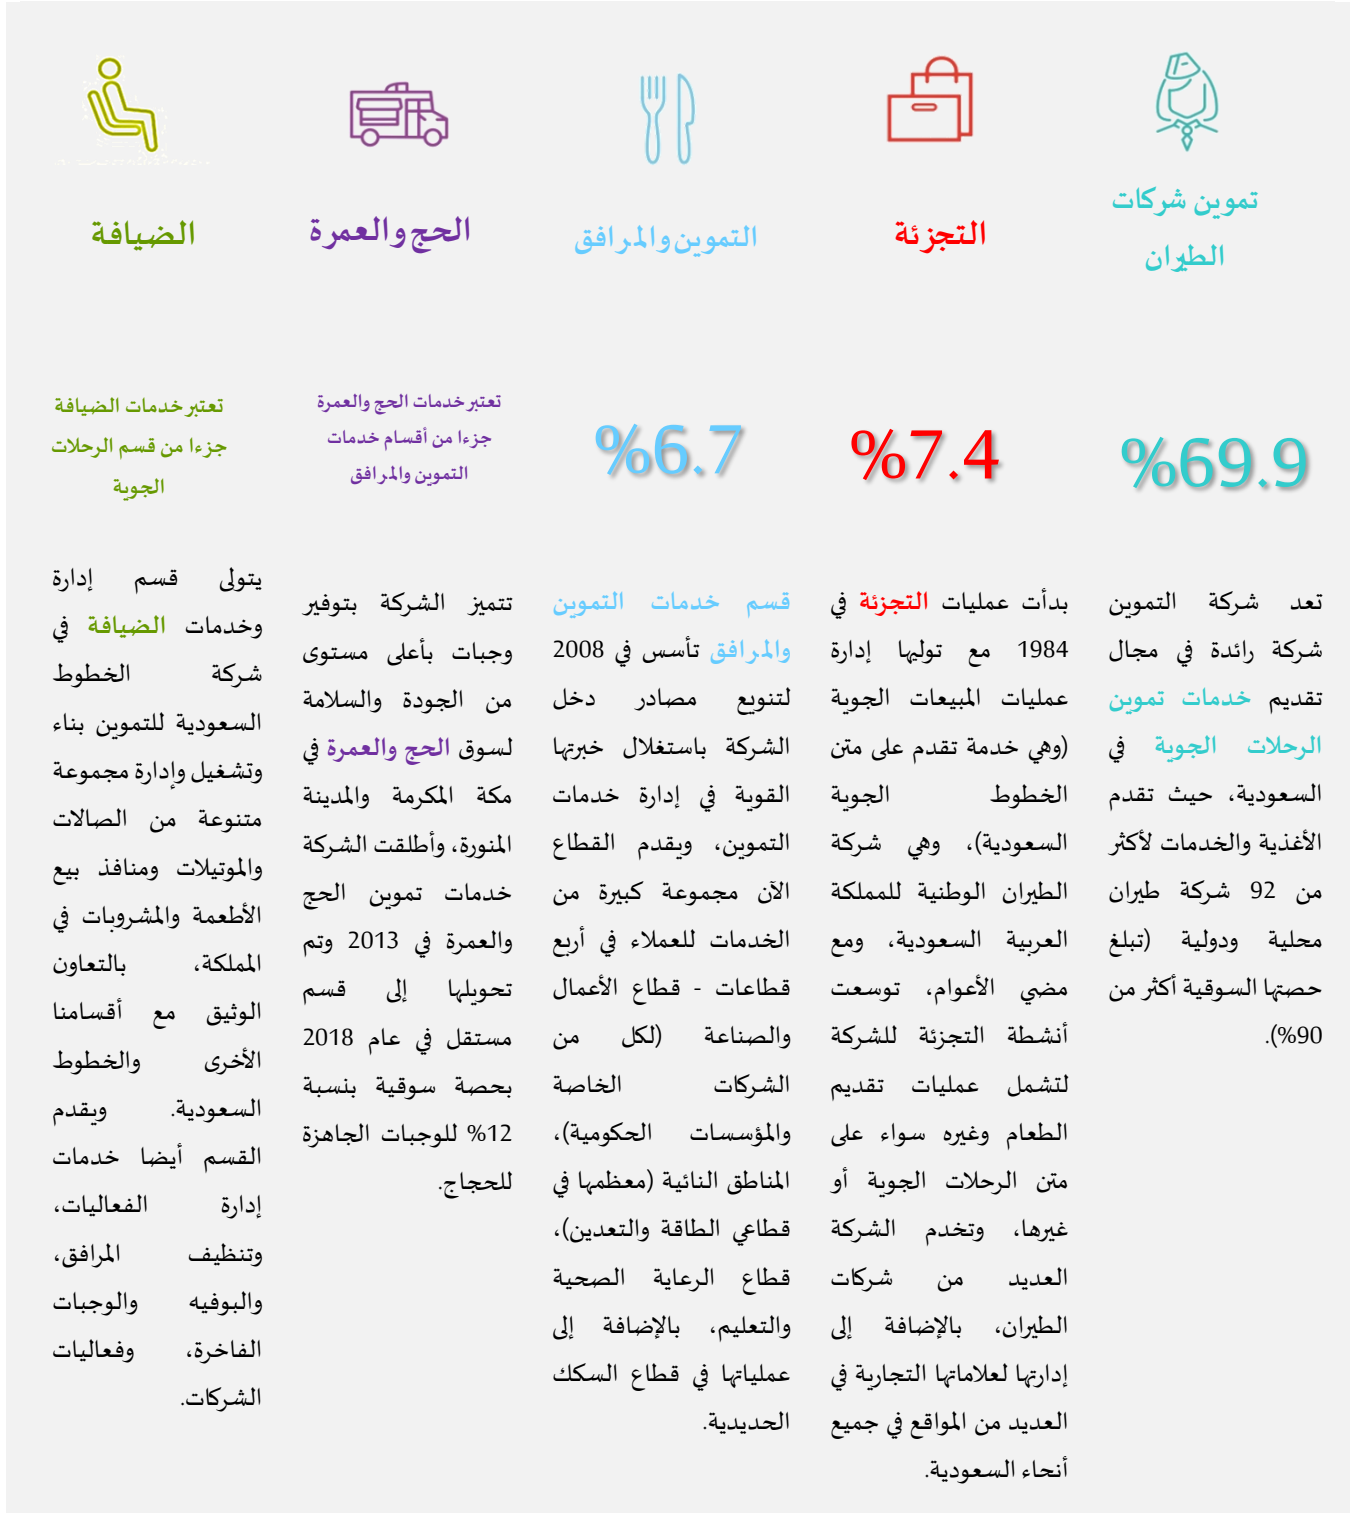 تموين شركات
الطيران
%69.9
تعد شركة التموين
شركة رائدة في مجال
تقديم خدمات تموين
الرحلات الجوية في
السعودية، حيث تقدم
الأغذية والخدمات لأكثر
من 92 شركة طيران
محلية ودولية (تبلغ
حصتها السوقية أكثر من
90%).
التجزئة
%7.4
بدأت عمليات التجزئة في
1984 مع توليها إدارة
عمليات المبيعات الجوية
(وهي خدمة تقدم على متن
الخطوط الجوية
السعودية)، وهي شركة
الطيران الوطنية للمملكة
العربية السعودية، ومع
مضي الأعوام، توسعت
أنشطة التجزئة للشركة
لتشمل عمليات تقديم
الطعام وغيره سواء على
متن الرحلات الجوية أو
غيرها، وتخدم الشركة
العديد من شركات
الطيران، بالإضافة إلى
إدارتها لعلاماتها التجارية في
العديد من المواقع في جميع
أنحاء السعودية.
التموين والمرافق
%6.7
قسم خدمات التموين
والمرافق تأسس في 2008
لتنويع مصادر دخل
الشركة باستغلال خبرتها
القوية في إدارة خدمات
التموين، ويقدم القطاع
الآن مجموعة كبيرة من
الخدمات للعملاء في أربع
قطاعات - قطاع الأعمال
والصناعة (لكل من
الشركات الخاصة
والمؤسسات الحكومية)،
المناطق النائية (معظمها في
قطاعي الطاقة والتعدين)،
قطاع الرعاية الصحية
والتعليم، بالإضافة إلى
عملياتها في قطاع السكك
الحديدية.
الحج والعمرة
تعتبر خدمات الحج والعمرة
جزءا من أقسام خدمات
التموين والمرافق
تتميز الشركة بتوفير
وجبات بأعلى مستوى
من الجودة والسلامة
لسوق الحج والعمرة في
مكة المكرمة والمدينة
المنورة، وأطلقت الشركة
خدمات تموين الحج
والعمرة في 2013 وتم
تحويلها إلى قسم
مستقل في عام 2018
بحصة سوقية بنسبة
12% للوجبات الجاهزة
للحجاج.
الضيافة
تعتبر خدمات الضيافة
جزءا من قسم الرحلات
الجوية
يتولى قسم إدارة
وخدمات الضيافة في
شركة الخطوط
السعودية للتموين بناء
وتشغيل وإدارة مجموعة
متنوعة من الصالات
والموتيلات ومنافذ بيع
الأطعمة والمشروبات في
المملكة، بالتعاون
الوثيق مع أقسامنا
الأخرى والخطوط
السعودية. ويقدم
القسم أيضا خدمات
إدارة الفعاليات،
وتنظيف المرافق،
والبوفيه والوجبات
الفاخرة، وفعاليات
الشركات.